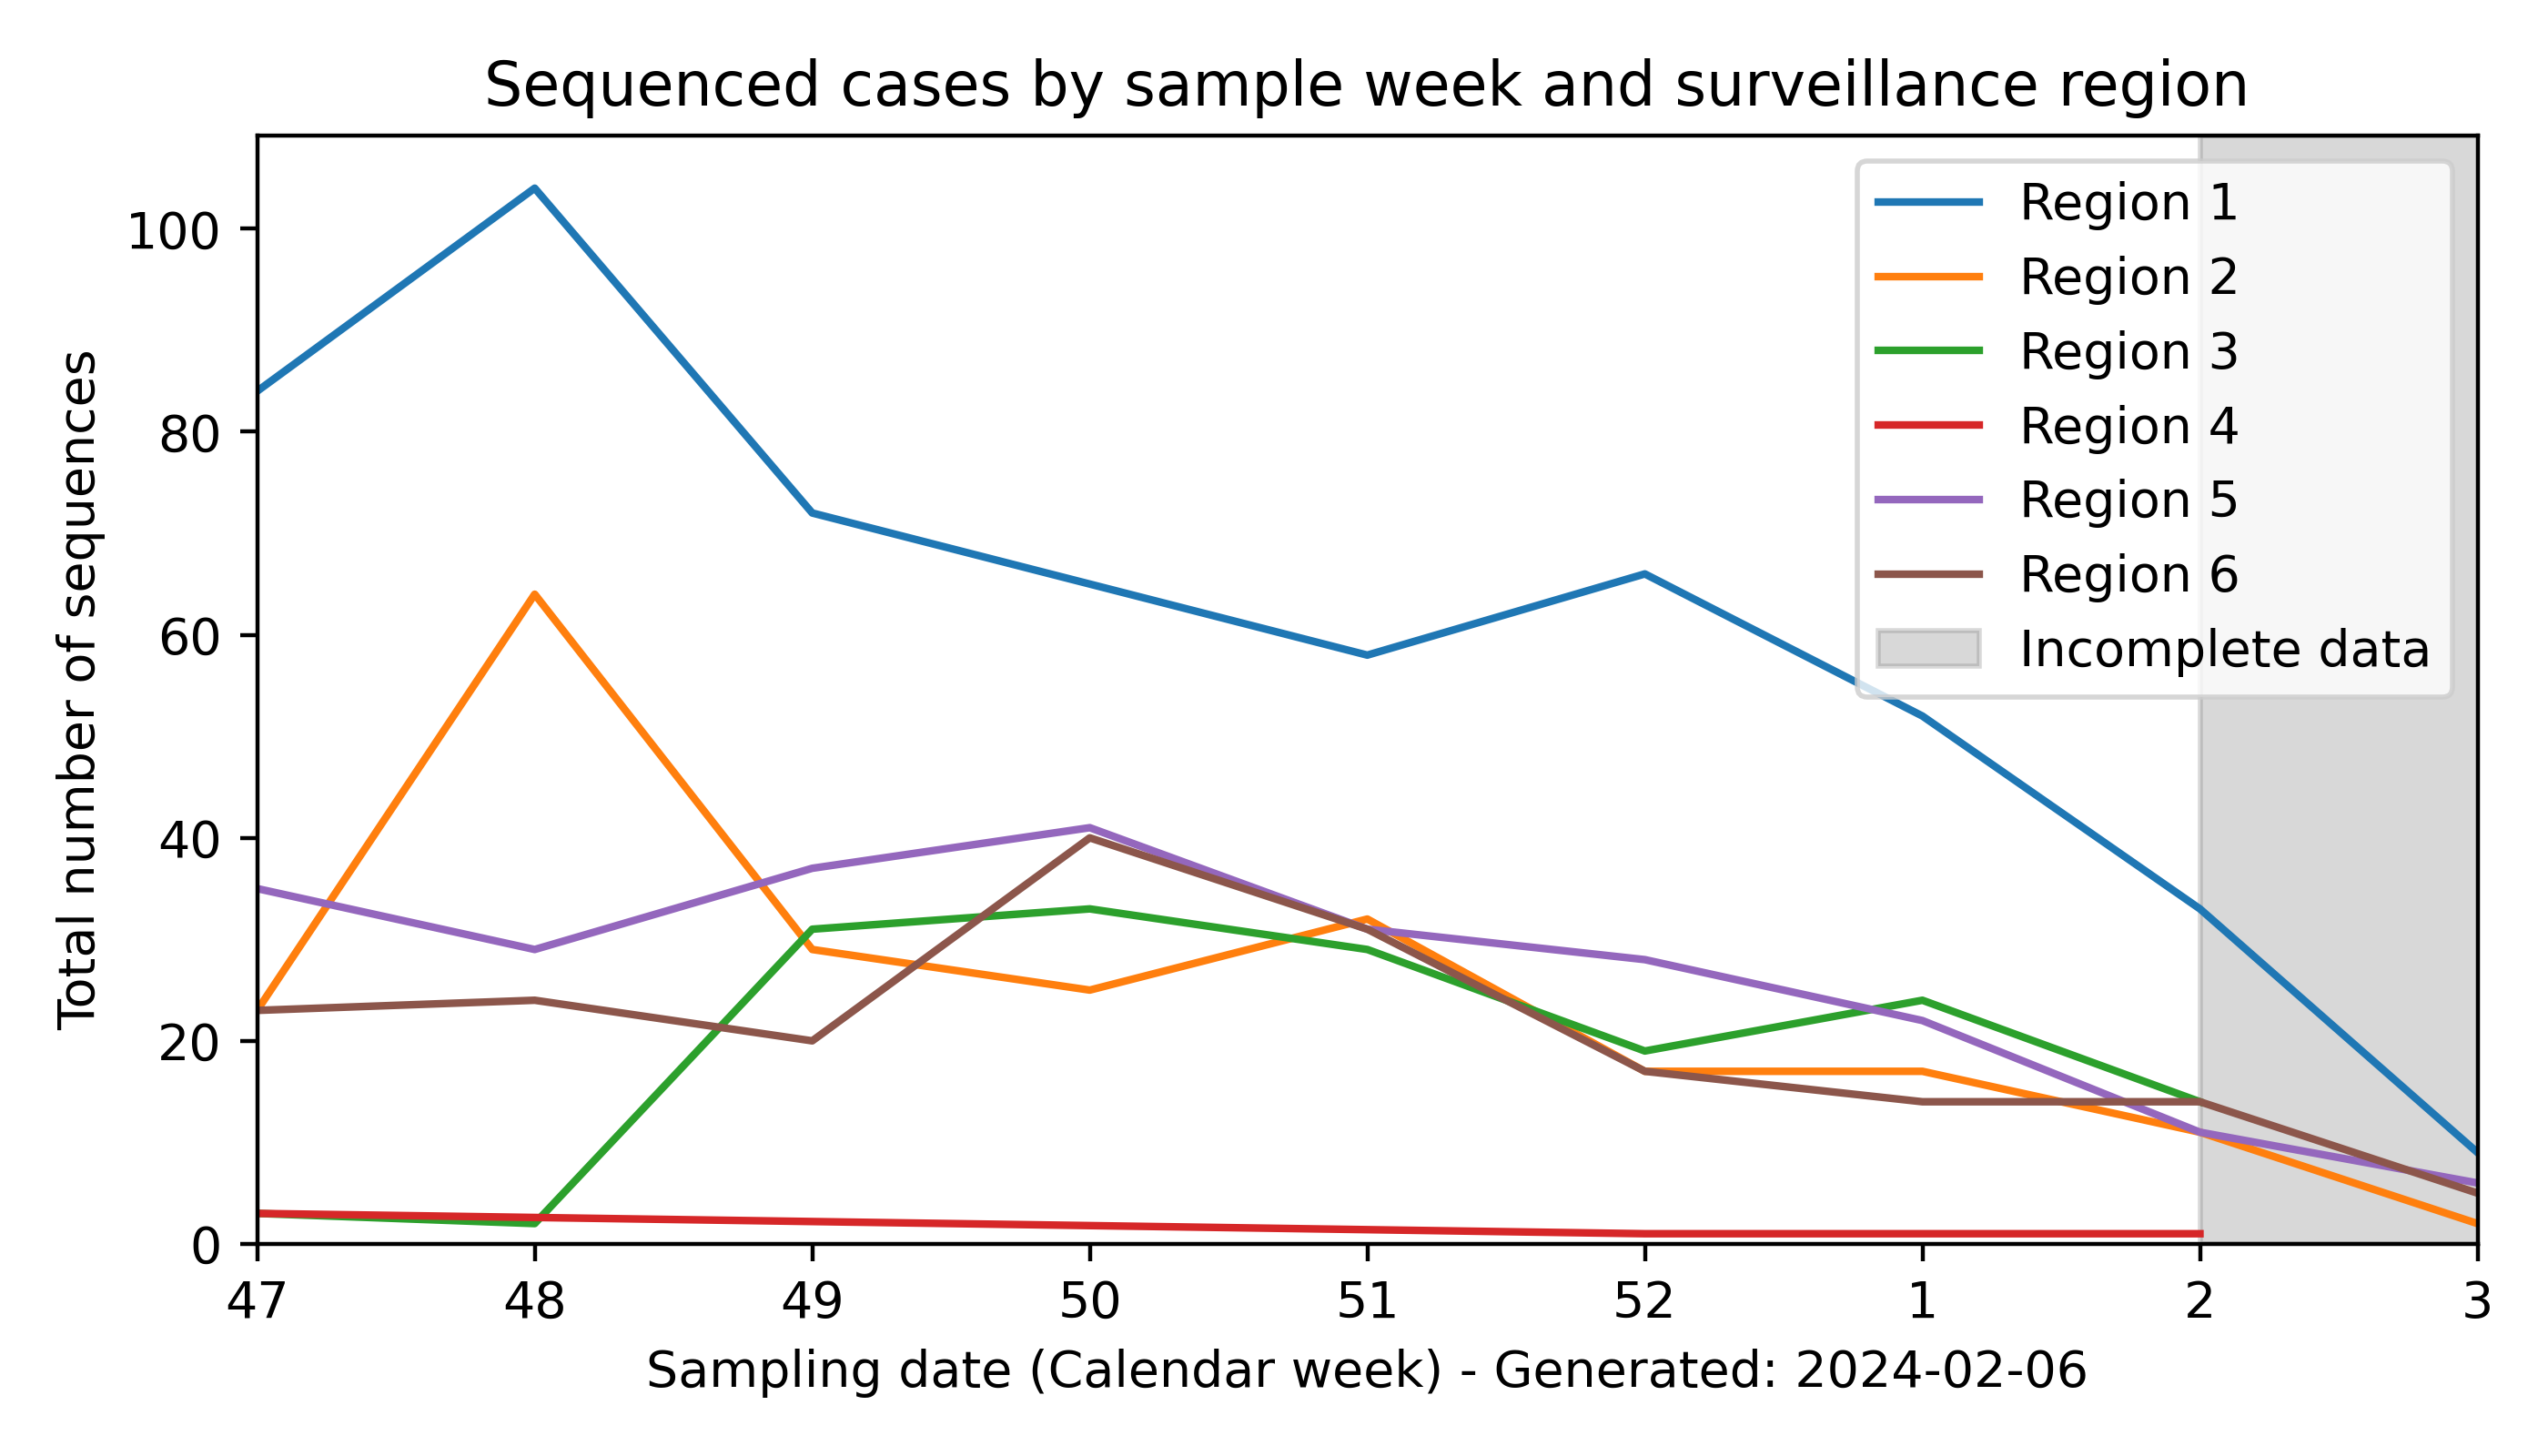 Sequenced cases by sample week and surveillance region
Total number of sequences
100
80
60
40
20
0
Region 1
Region 2
Region 3
Region 4
Region 5
Region 6
Incomplete data
47 48 49 50 51 52 1 2 3
Sampling date (Calendar week) - Generated: 2024-02-06